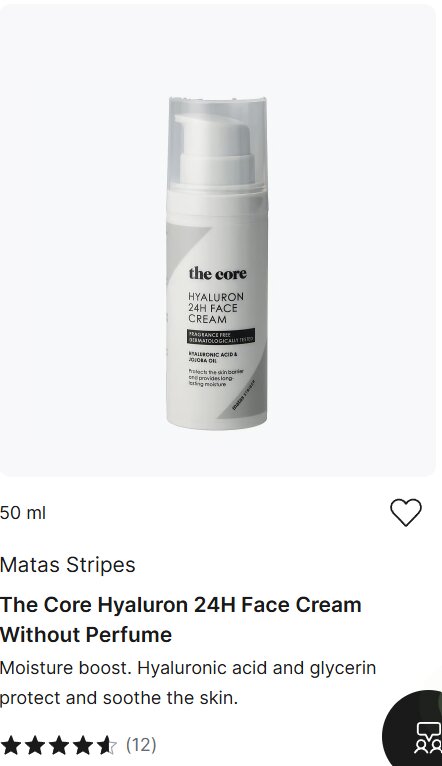 the core
HYALURON
24H FACE
CREAM
FRAGRANCE FREE
DERMATOLOGICALLY TESTED
HYALURONIC ACID &
JOJOBA OIL
Protects the skin barrier
and provides long-
lasting moisture
matas stripes
50 ml
Matas Stripes
The Core Hyaluron 24H Face Cream
Without Perfume
Moisture boost. Hyaluronic acid and glycerin
protect and soothe the skin.
(12)